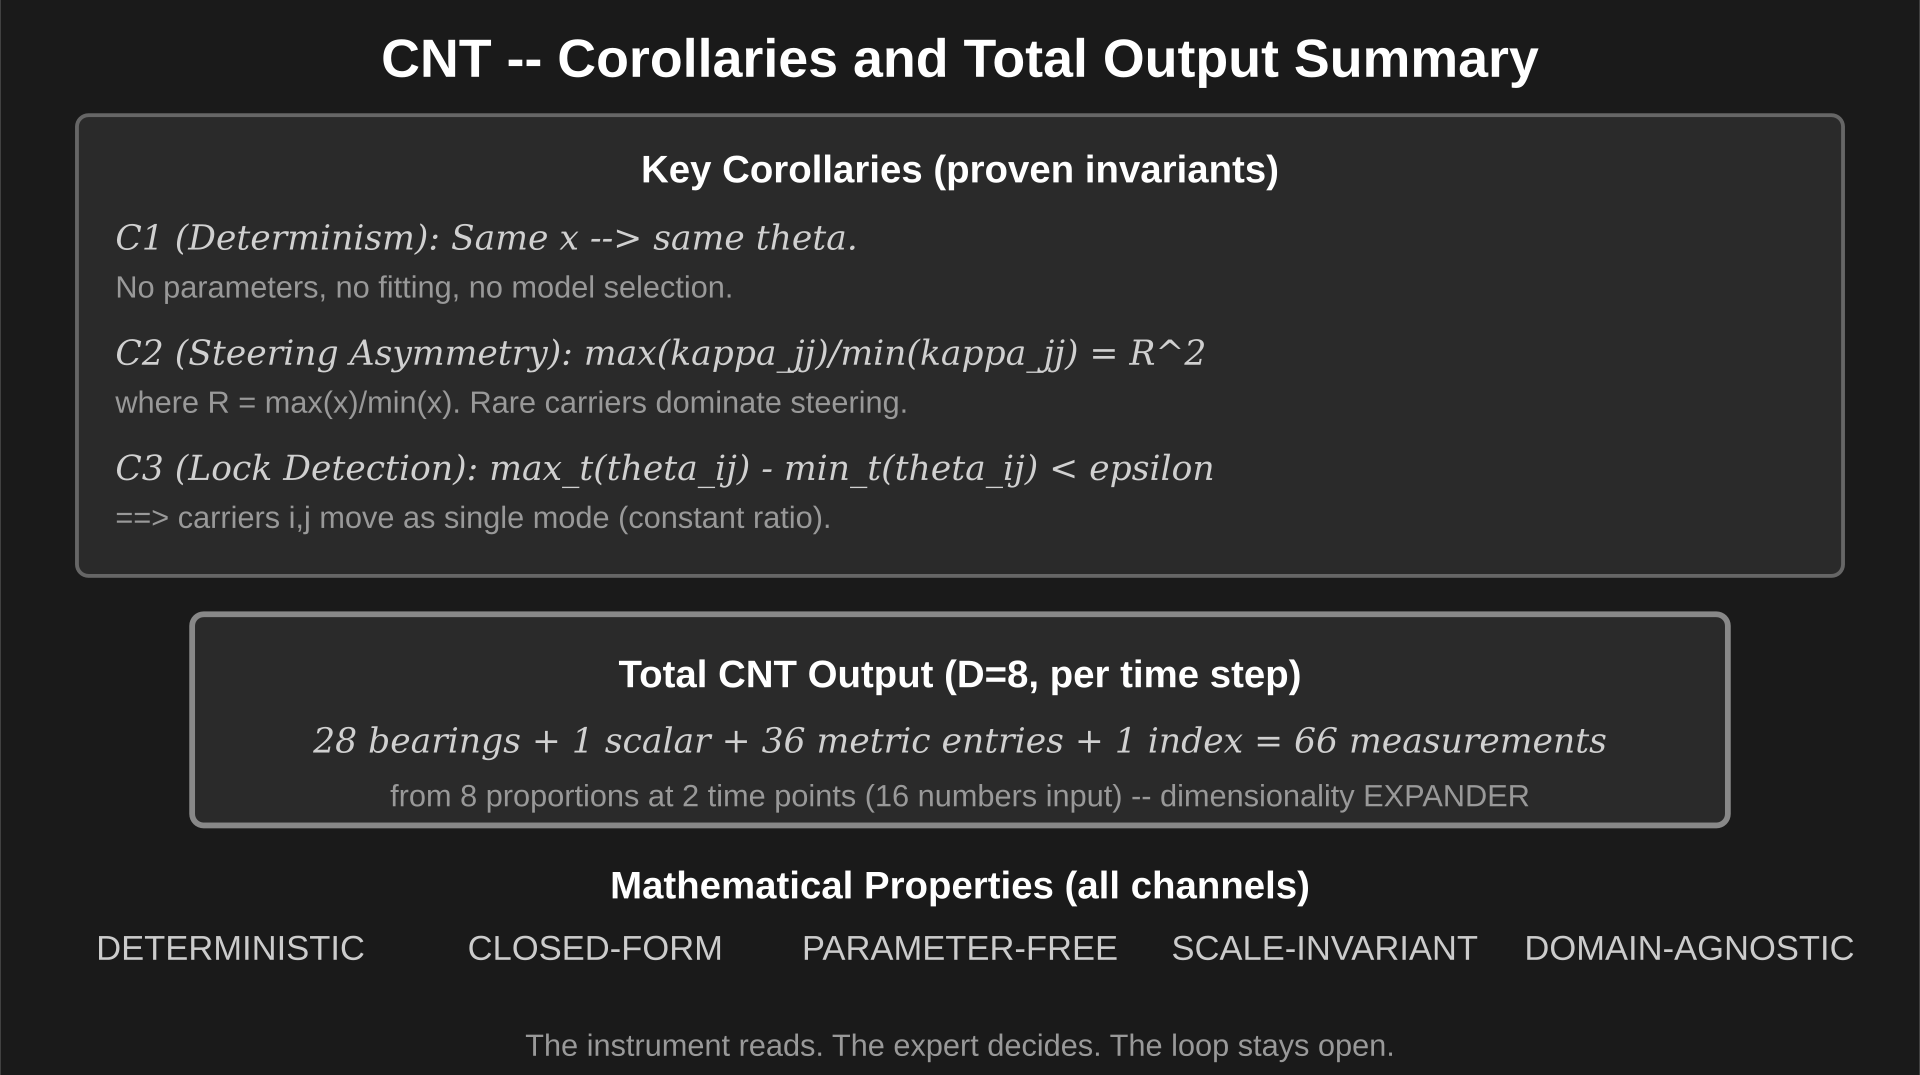 CNT -- Corollaries and Total Output Summary
Key Corollaries (proven invariants)
C1 (Determinism): Same x --> same theta.
No parameters, no fitting, no model selection.
C2 (Steering Asymmetry): max(kappa_jj)/min(kappa_jj) = R^2
where R = max(x)/min(x). Rare carriers dominate steering.
C3 (Lock Detection): max_t(theta_ij) - min_t(theta_ij) < epsilon
==> carriers i,j move as single mode (constant ratio).
Total CNT Output (D=8, per time step)
28 bearings + 1 scalar + 36 metric entries + 1 index = 66 measurements
from 8 proportions at 2 time points (16 numbers input) -- dimensionality EXPANDER
Mathematical Properties (all channels)
DETERMINISTIC CLOSED-FORM PARAMETER-FREE SCALE-INVARIANT DOMAIN-AGNOSTIC
The instrument reads. The expert decides. The loop stays open.